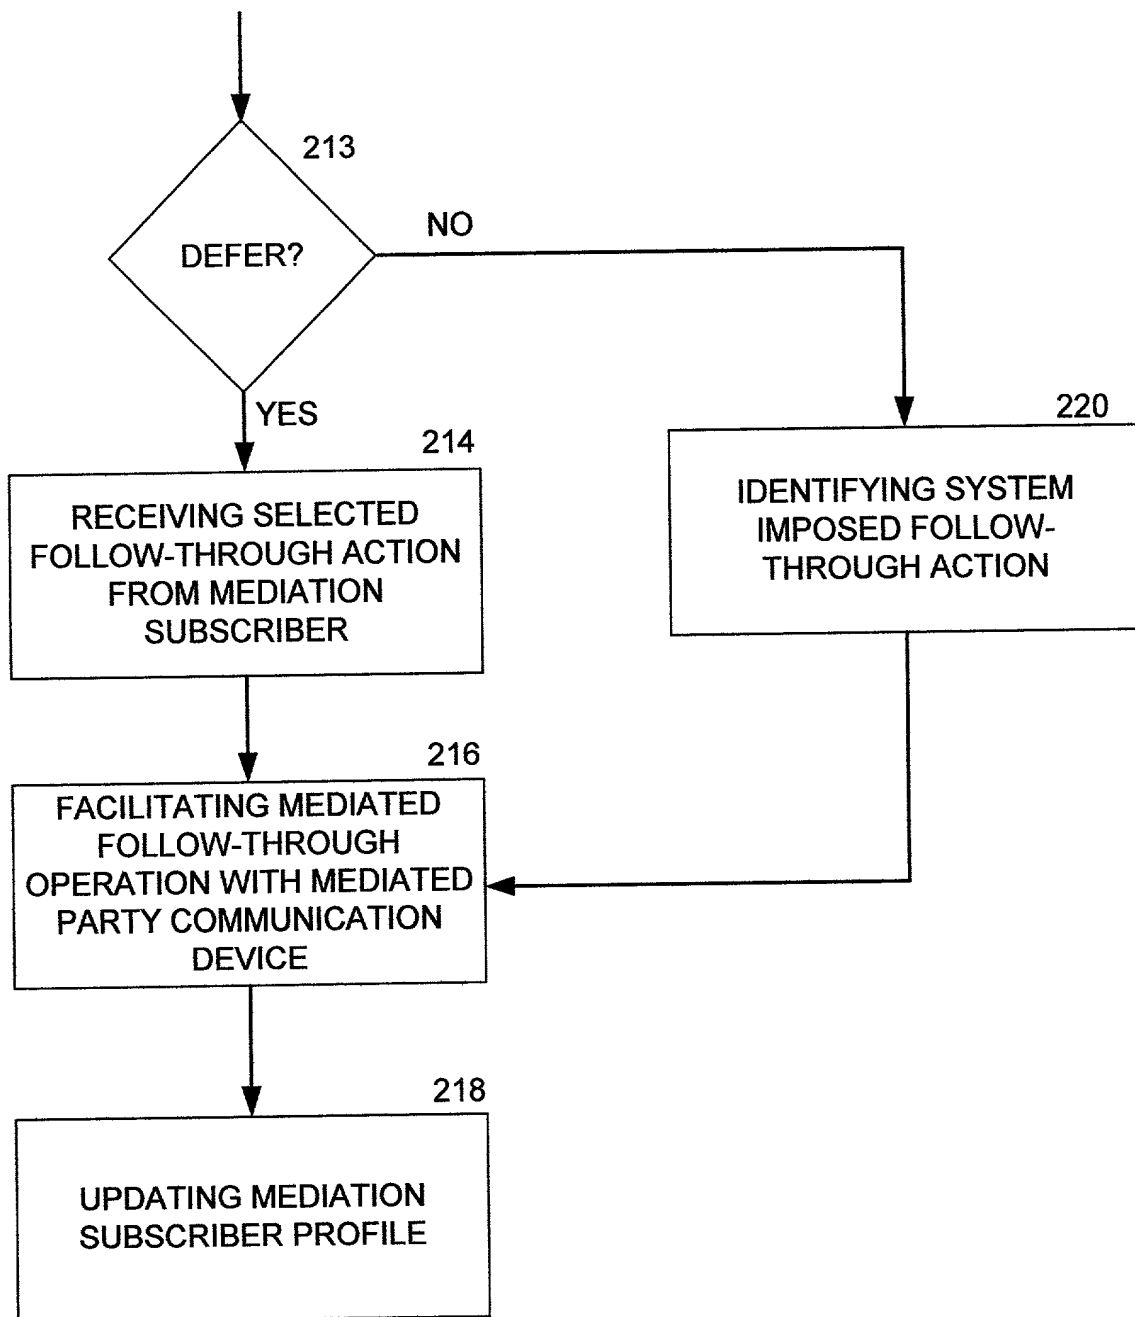 213
DEFER?
NO
YES
214
RECEIVING SELECTED
FOLLOW-THROUGH ACTION
FROM MEDIATION
SUBSCRIBER
220
IDENTIFYING SYSTEM
IMPOSED FOLLOW-
THROUGH ACTION
216
FACILITATING MEDIATED
FOLLOW-THROUGH
OPERATION WITH MEDIATED
PARTY COMMUNICATION
DEVICE
218
UPDATING MEDIATION
SUBSCRIBER PROFILE